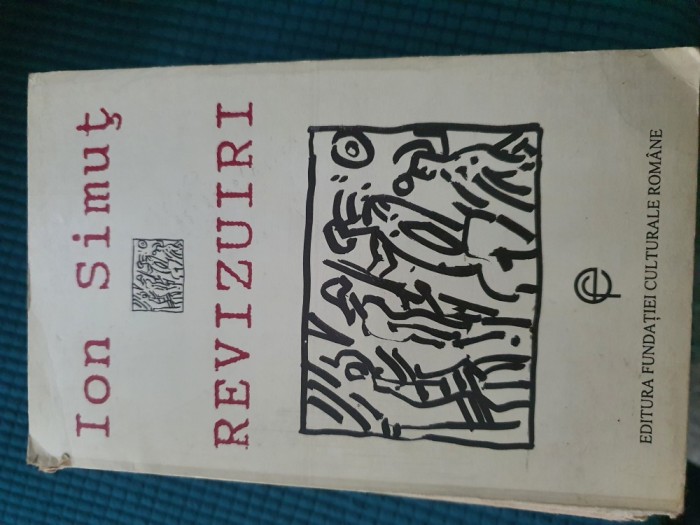 Ion Simuţ
REVIZUIRI
EDITURA FUNDAŢIEI CULTURALE ROMÂNE